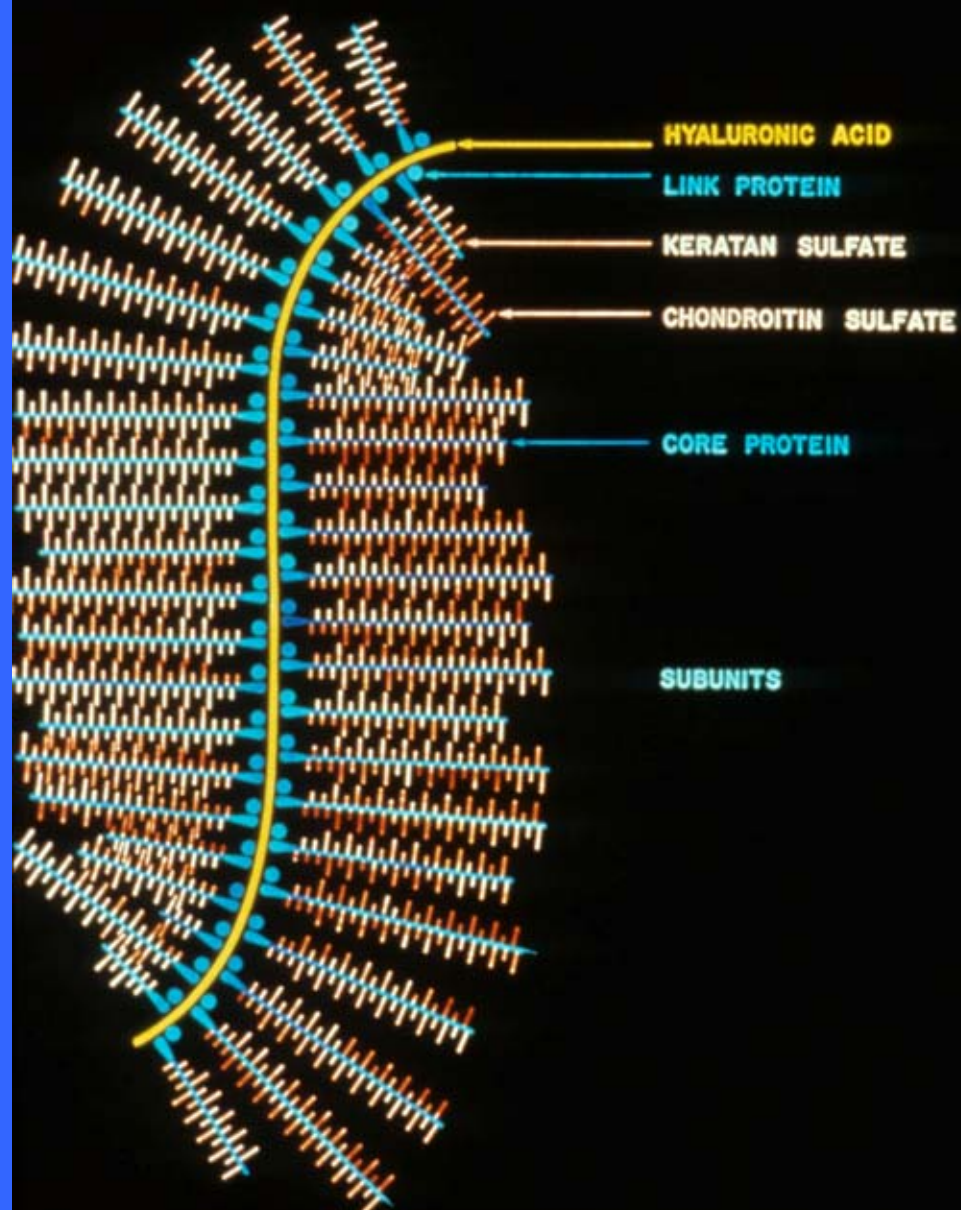 HYALURONIC ACID
LINK PROTEIN
KERATAN SULFATE
CHONDROITIN SULFATE
CORE PROTEIN
SUBUNITS